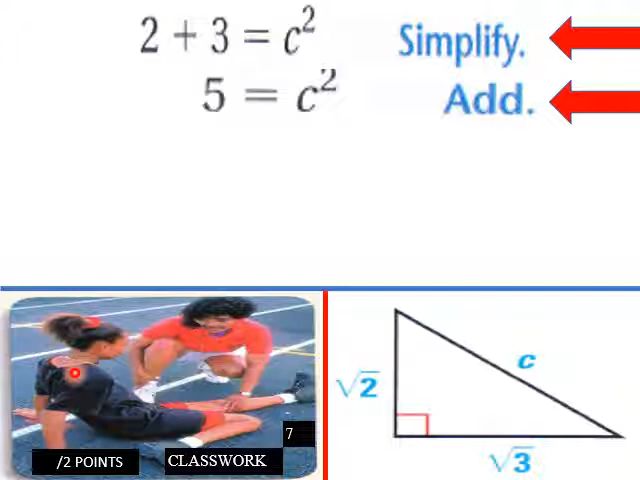 2 + 3 = c² Simplify.
5 = c² Add.
√2
c
√3
7
/2 POINTS CLASSWORK